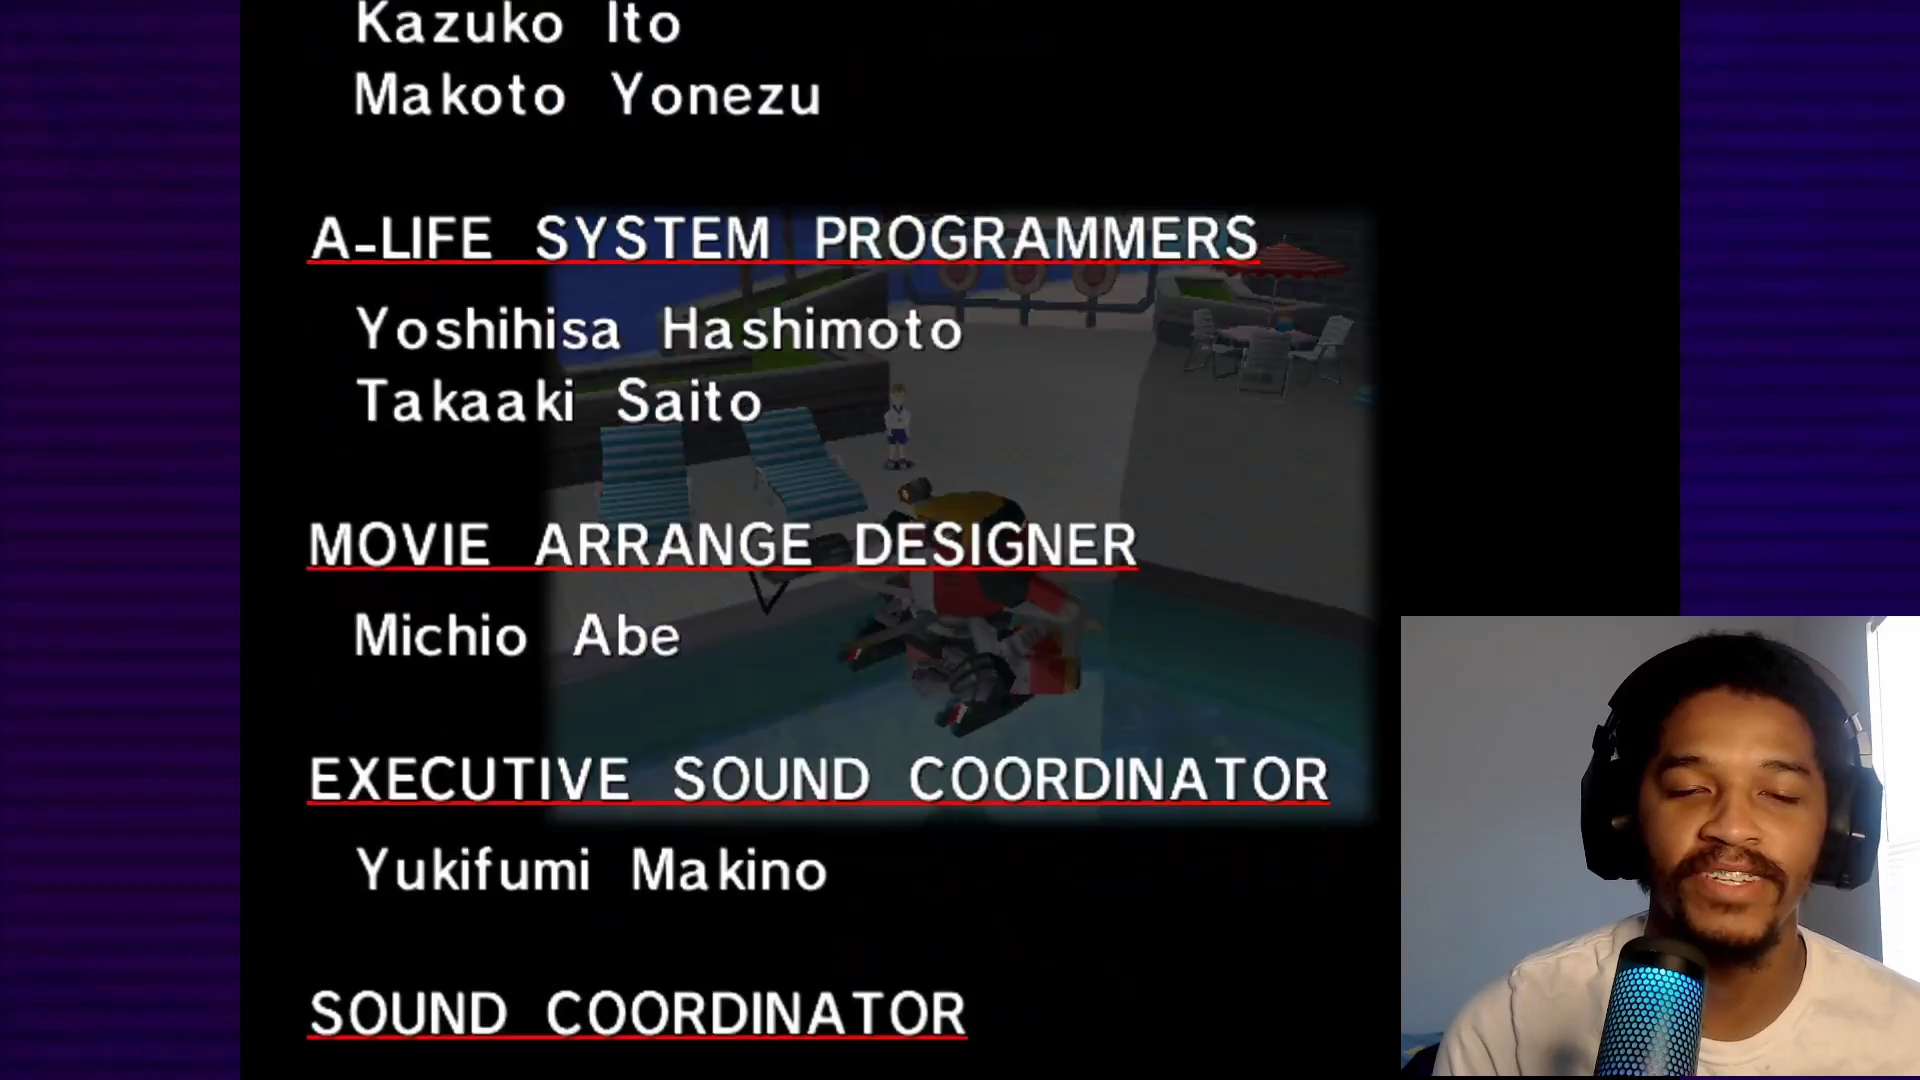 Kazuko Ito
Makoto Yonezu
A-LIFE SYSTEM PROGRAMMERS
Yoshihisa Hashimoto
Takaaki Saito
MOVIE ARRANGE DESIGNER
Michio Abe
EXECUTIVE SOUND COORDINATOR
Yukifumi Makino
SOUND COORDINATOR